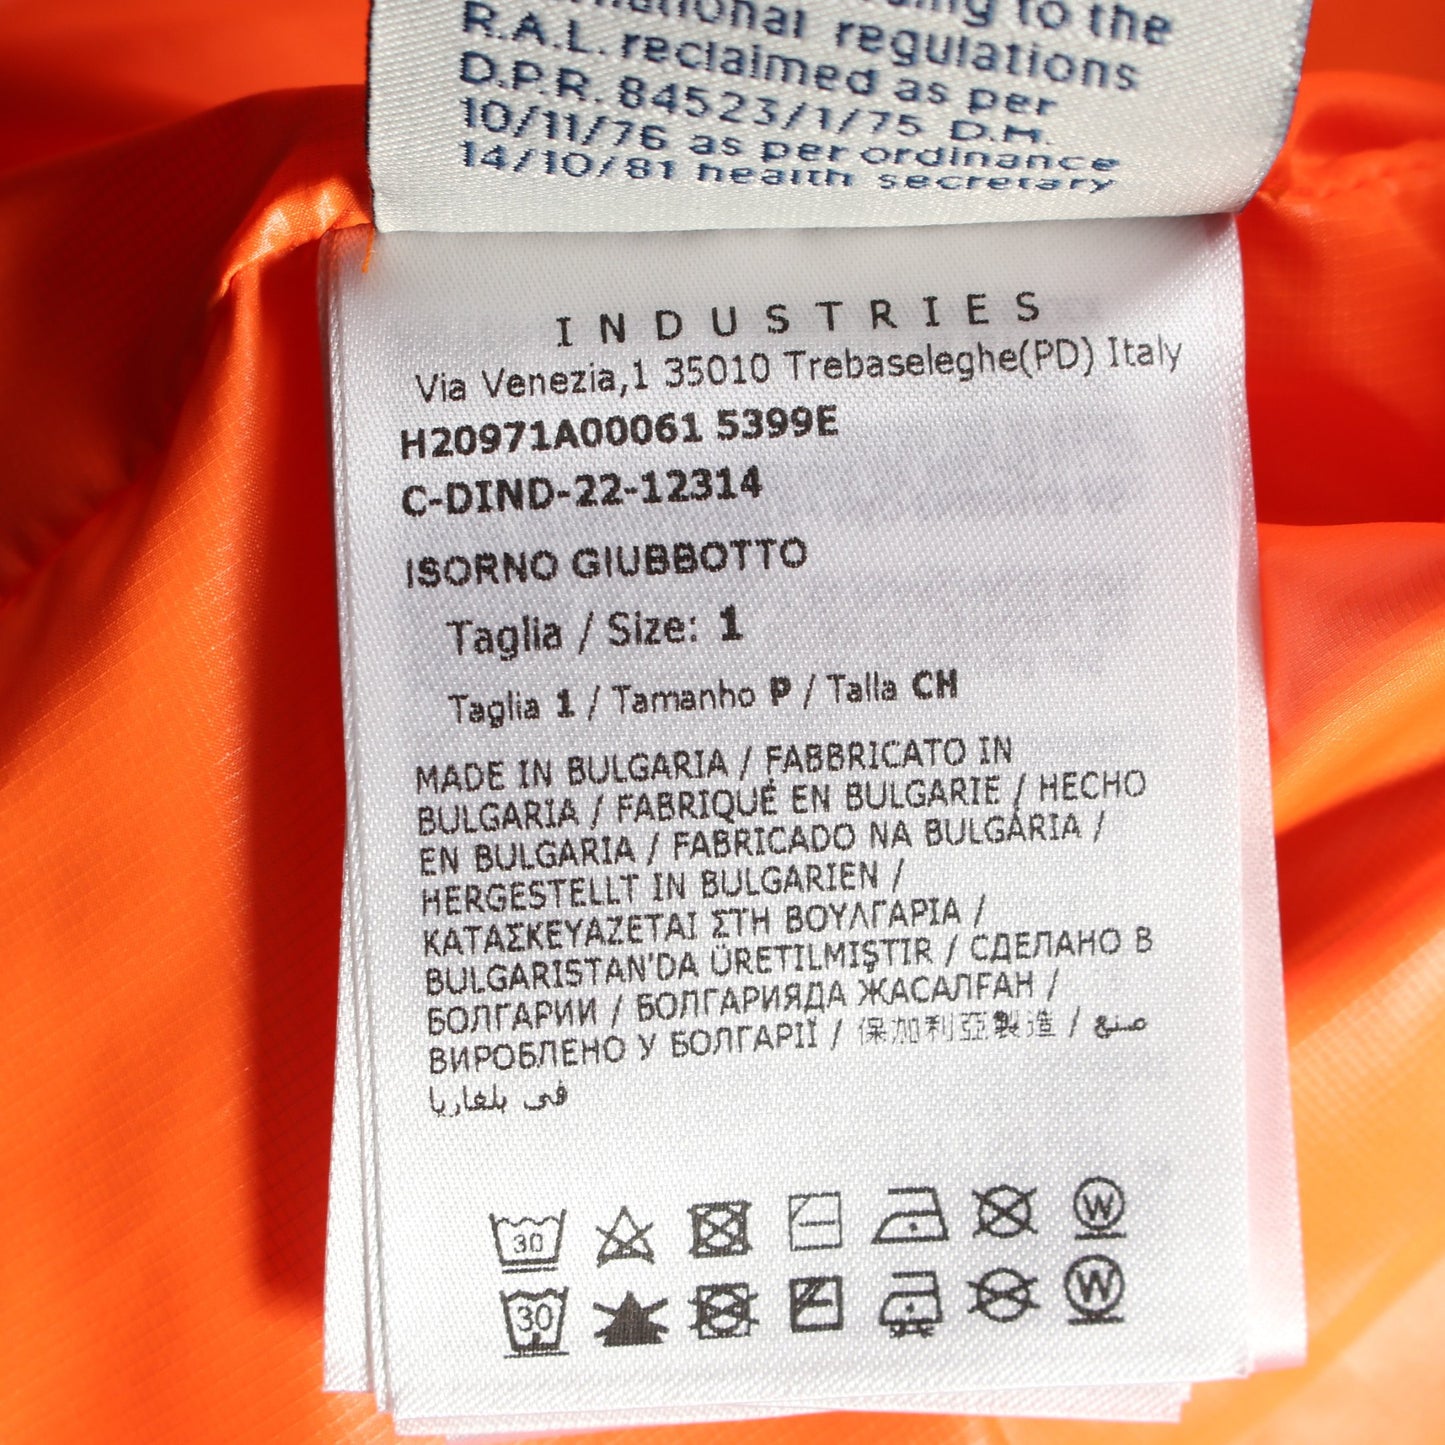 to the
regulations
R.A.L. reclaimed as per
D.P.R. 84523/1/75 D.M.
10/11/76 as per ordinance
14/10/81 health secretary
INDUSTRIES
Via Venezia,1 35010 Trebaseleghe(PD) Italy
H20971A00061 5399E
C-DIND-22-12314
ISORNO GIUBBOTTO
Taglia / Size: 1
Taglia 1 / Tamanho P / Talla CH
MADE IN BULGARIA / FABBRICATO IN
BULGARIA / FABRIQUÉ EN BULGARIE / HECHO
EN BULGARIA / FABRICADO NA BULGÁRIA /
HERGESTELLT IN BULGARIEN /
ΚΑΤΑΣΚΕΥΑΖΕΤΑΙ ΣΤΗ ΒΟΥΛΓΑΡΙΑ /
BULGARISTAN'DA ÜRETILMIŞTIR / СДЕЛАНО В
БОЛГАРИИ / БОЛГАРИЯДА ЖАСАЛҒАН /
ВИРОБЛЕНО У БОЛГАРІЇ / 保加利亞製造 / صنع
في بلغاريا
30 W
30 W